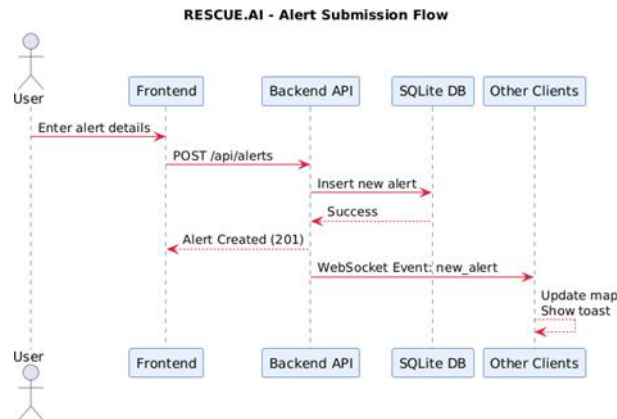 RESCUE.AI - Alert Submission Flow
User
Frontend
Backend API
SQLite DB
Other Clients
Enter alert details
POST /api/alerts
Insert new alert
Success
Alert Created (201)
WebSocket Event: new_alert
Update map
Show toast
User
Frontend
Backend API
SQLite DB
Other Clients